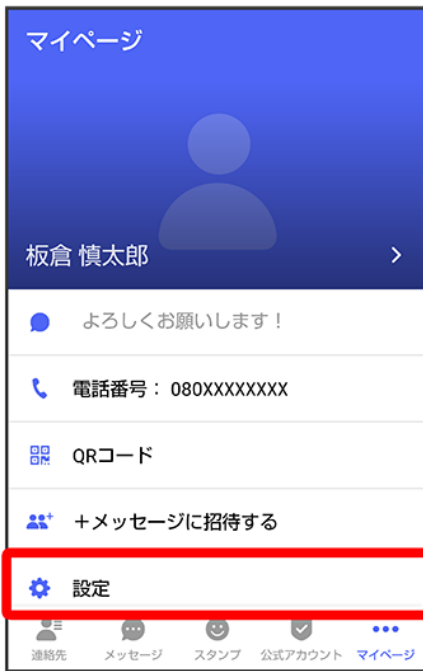 マイページ
板倉 慎太郎
よろしくお願いします！
電話番号： 080XXXXXXXX
QRコード
＋メッセージに招待する
設定
連絡先 メッセージ スタンプ 公式アカウント マイページ